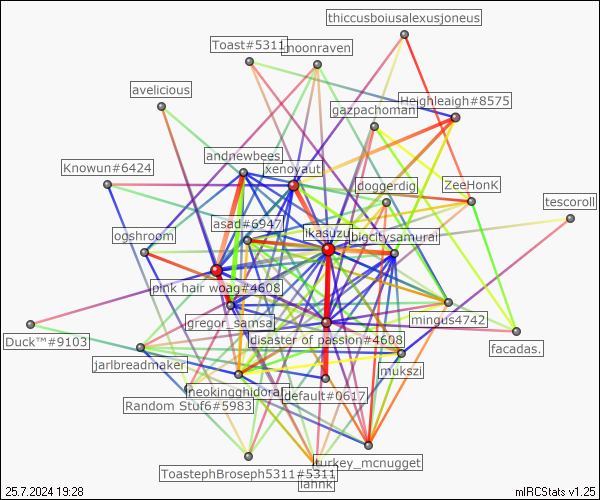 thiccusboiusalexusjoneus
Toast#5311
moonraven
avelicious
Heighleigh#8575
gazpachoman
andnewbees
xenoyaut
Knowun#6424
doggerdig.
ZeeHonK
tescoroll
asad#6947
ikasuzu
bigcitysamurai
ogshroom
pink hair woag#4608
mingus4742
gregor_samsa
disaster of passion#4608
Duck™#9103
facadas.
jarlbreadmaker
mukszi
neokingghidorah
default#0617
Random Stuf6#5983
turkey_mcnugget
ToastephBroseph5311#5311
iannk
25.7.2024 19:28
mIRCStats v1.25